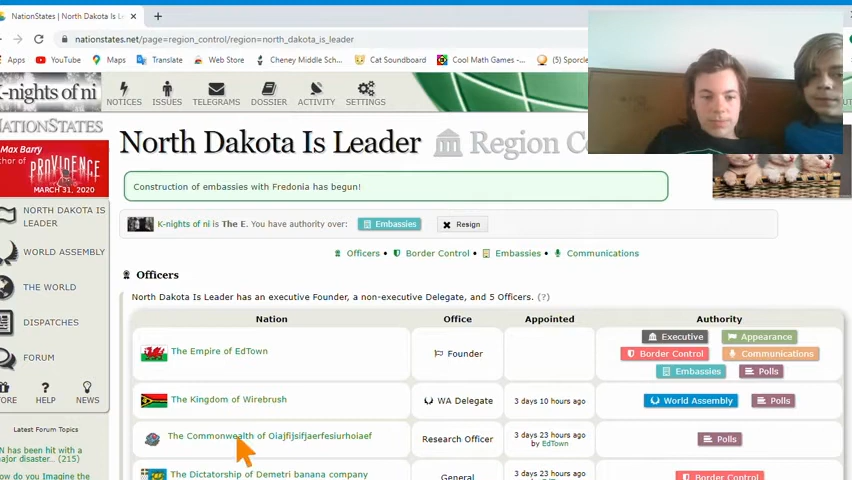 NationStates | North Dakota Is L
nationstates.net/page=region_control/region=north_dakota_is_leader
Apps YouTube Maps Translate Web Store Cheney Middle Sch... Cat Soundboard Cool Math Games -... (5) Sporcle
K-nights of ni
NATIONSTATES
NOTICES ISSUES TELEGRAMS DOSSIER ACTIVITY SETTINGS
Max Barry
PROVIDENCE
MARCH 31, 2020
NORTH DAKOTA IS
LEADER
WORLD ASSEMBLY
THE WORLD
DISPATCHES
FORUM
HELP NEWS
Latest Forum Topics
(215)
North Dakota Is Leader Region C
Construction of embassies with Fredonia has begun!
K-nights of ni is The E. You have authority over: Embassies Resign
Officers • Border Control • Embassies • Communications
Officers
North Dakota Is Leader has an executive Founder, a non-executive Delegate, and 5 Officers. (?)
Nation Office Appointed Authority
The Empire of EdTown Founder Executive Appearance
Border Control Communications
Embassies Polls
The Kingdom of Wirebrush WA Delegate 3 days 10 hours ago World Assembly Polls
The Commonwealth of Oiajfijsifjaerfesiurhoiaef Research Officer 3 days 23 hours ago
by EdTown Polls
The Dictatorship of Demetri banana company General 3 days 23 hours ago Border Control